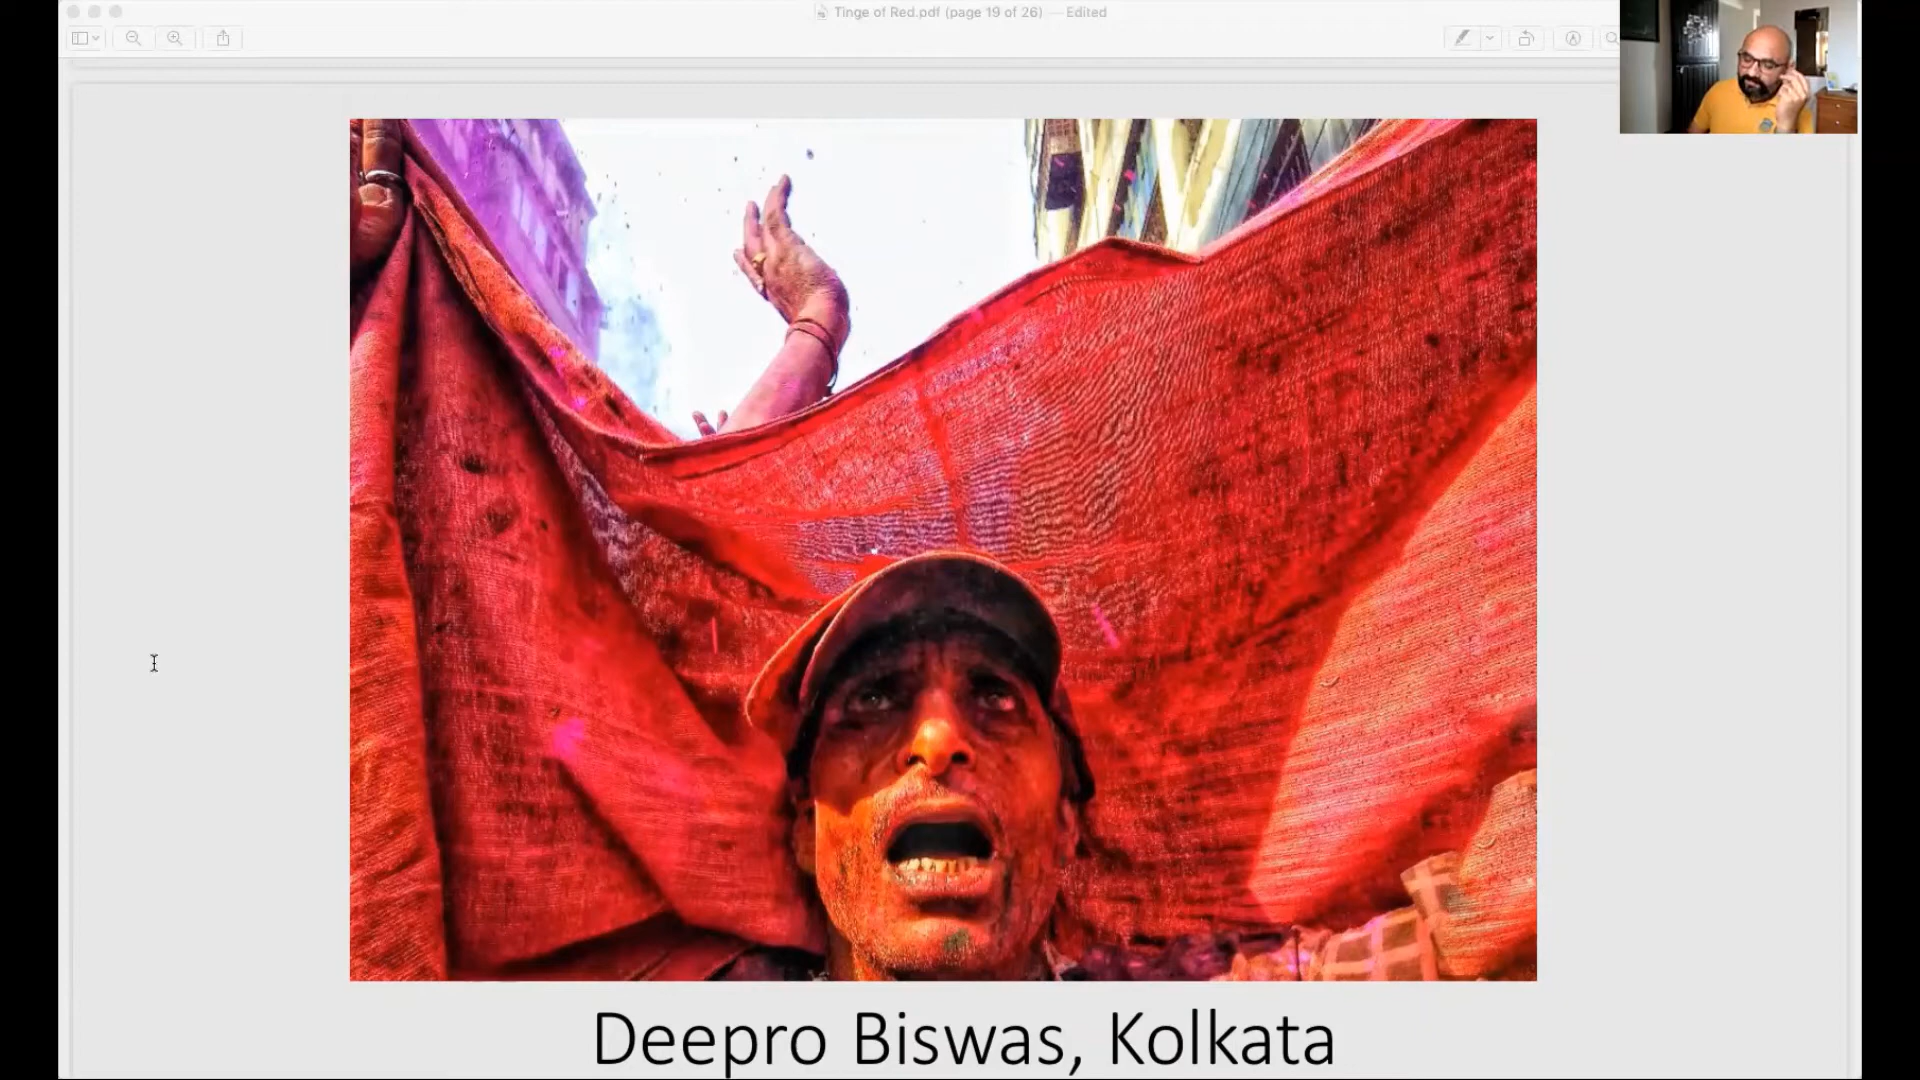 Tinge of Red.pdf (page 19 of 26) — Edited
Deepro Biswas, Kolkata